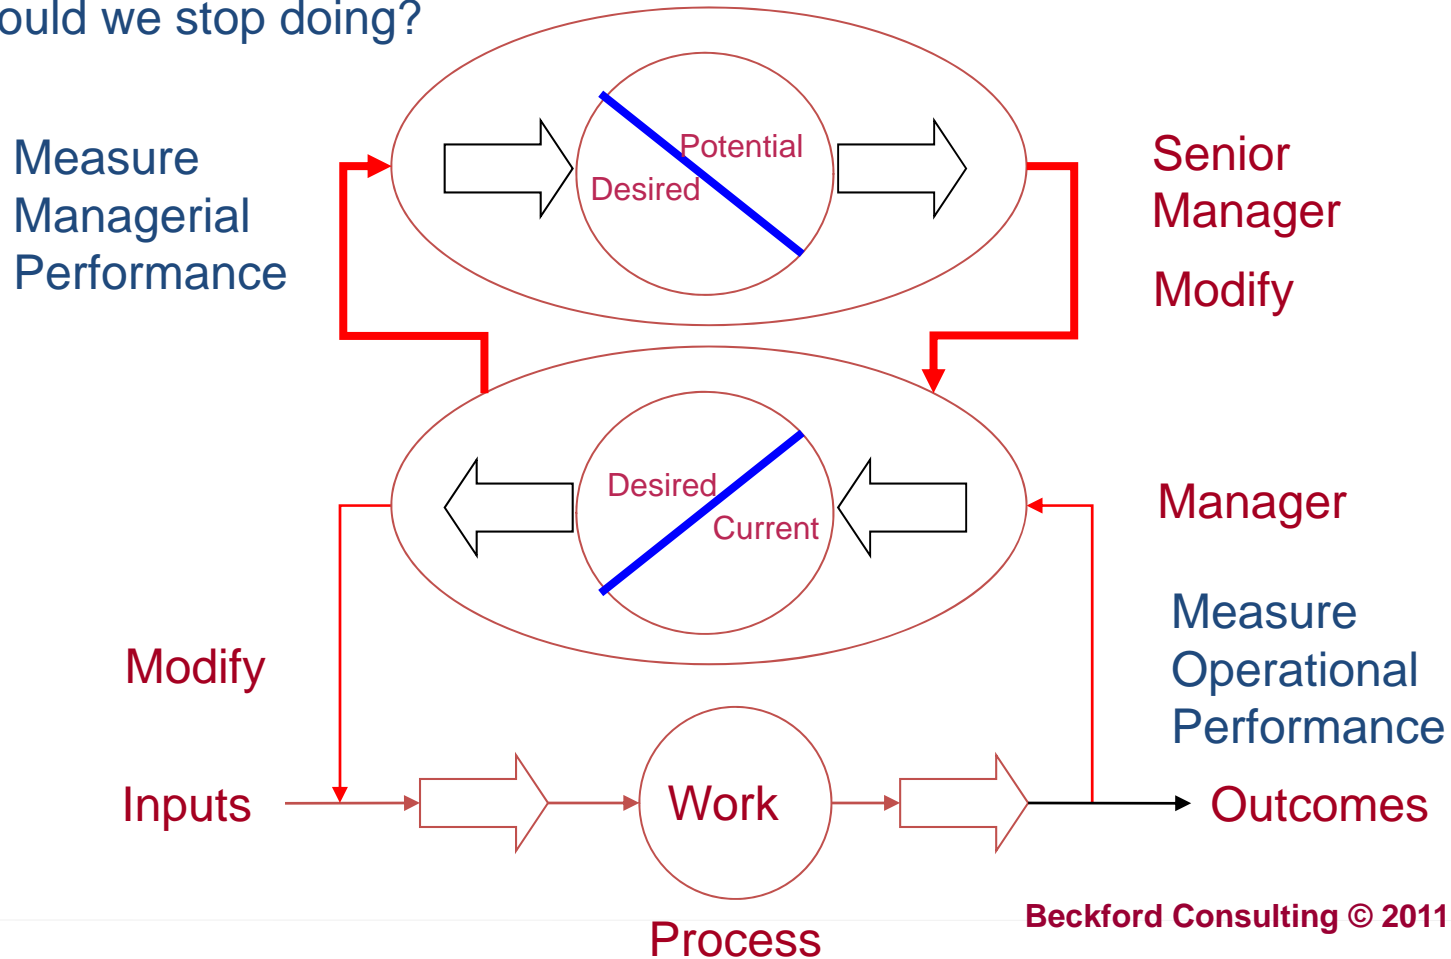 ould we stop doing?
Measure
Managerial
Performance
Potential
Desired
Senior
Manager
Modify
Desired
Current
Manager
Measure
Operational
Performance
Modify
Inputs
Work
Outcomes
Process
Beckford Consulting © 2011